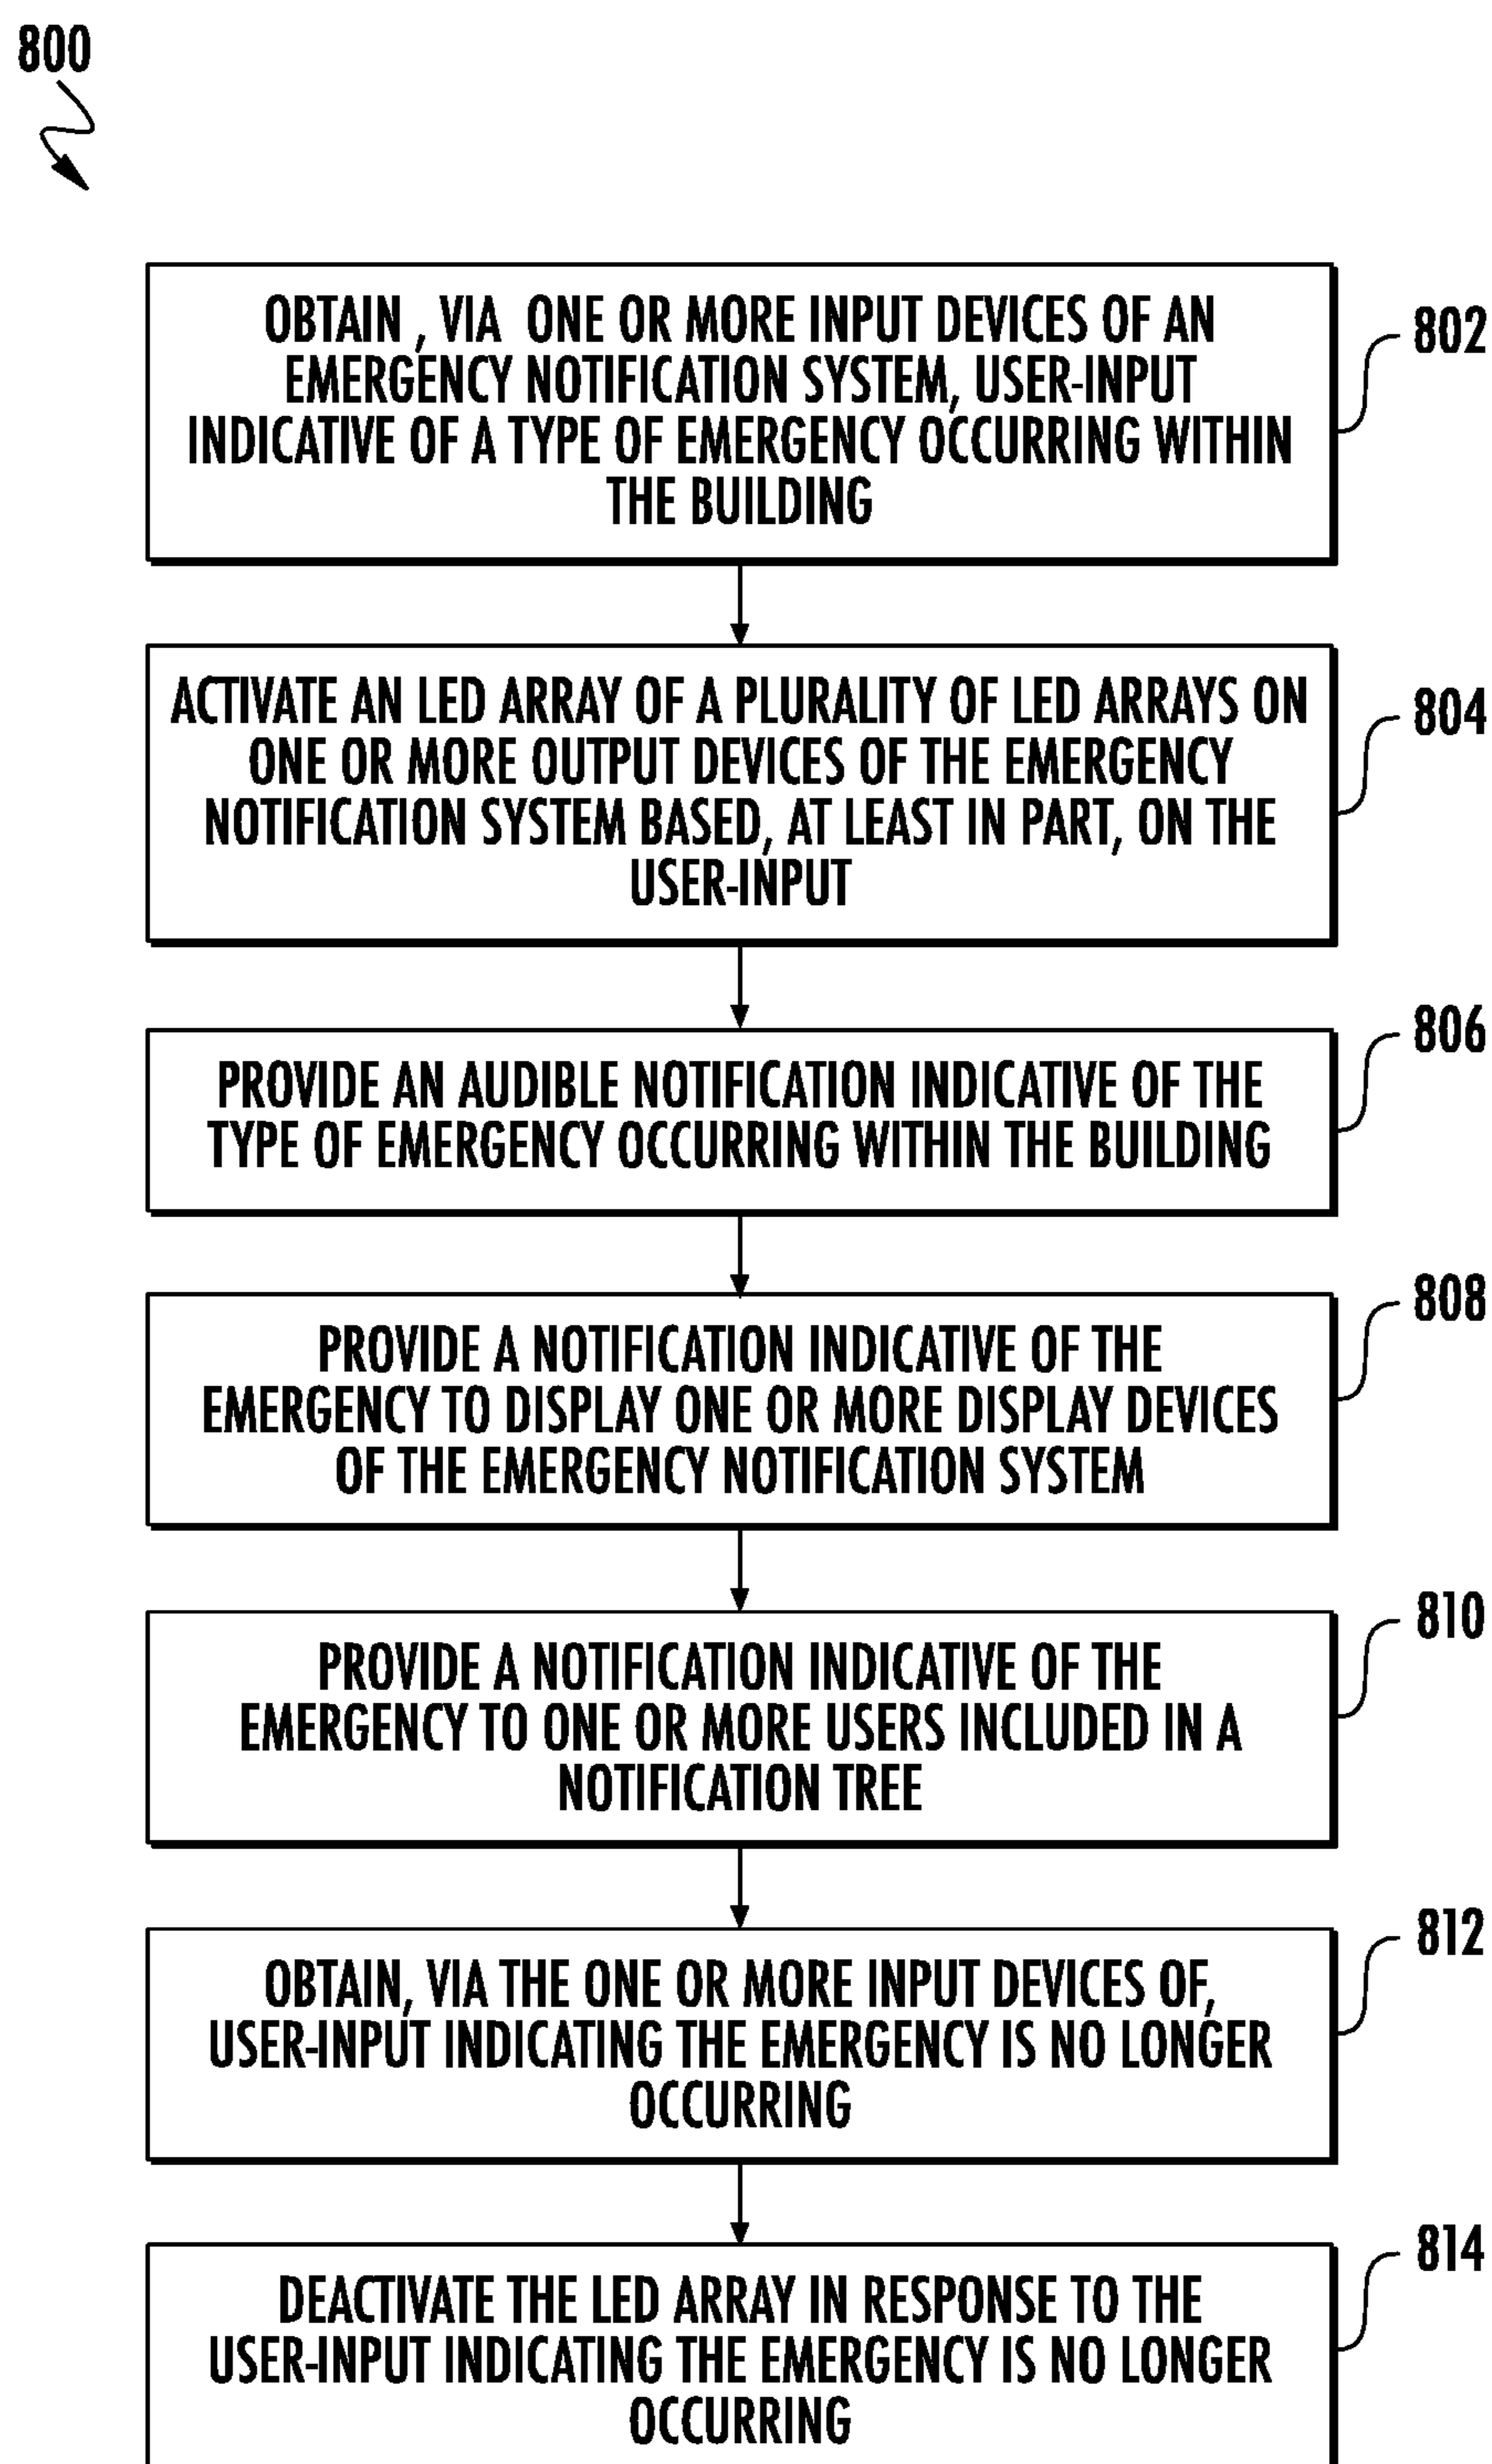 800
OBTAIN , VIA ONE OR MORE INPUT DEVICES OF AN
EMERGENCY NOTIFICATION SYSTEM, USER-INPUT
INDICATIVE OF A TYPE OF EMERGENCY OCCURRING WITHIN
THE BUILDING
802
ACTIVATE AN LED ARRAY OF A PLURALITY OF LED ARRAYS ON
ONE OR MORE OUTPUT DEVICES OF THE EMERGENCY
NOTIFICATION SYSTEM BASED, AT LEAST IN PART, ON THE
USER-INPUT
804
PROVIDE AN AUDIBLE NOTIFICATION INDICATIVE OF THE
TYPE OF EMERGENCY OCCURRING WITHIN THE BUILDING
806
PROVIDE A NOTIFICATION INDICATIVE OF THE
EMERGENCY TO DISPLAY ONE OR MORE DISPLAY DEVICES
OF THE EMERGENCY NOTIFICATION SYSTEM
808
PROVIDE A NOTIFICATION INDICATIVE OF THE
EMERGENCY TO ONE OR MORE USERS INCLUDED IN A
NOTIFICATION TREE
810
OBTAIN, VIA THE ONE OR MORE INPUT DEVICES OF,
USER-INPUT INDICATING THE EMERGENCY IS NO LONGER
OCCURRING
812
DEACTIVATE THE LED ARRAY IN RESPONSE TO THE
USER-INPUT INDICATING THE EMERGENCY IS NO LONGER
OCCURRING
814